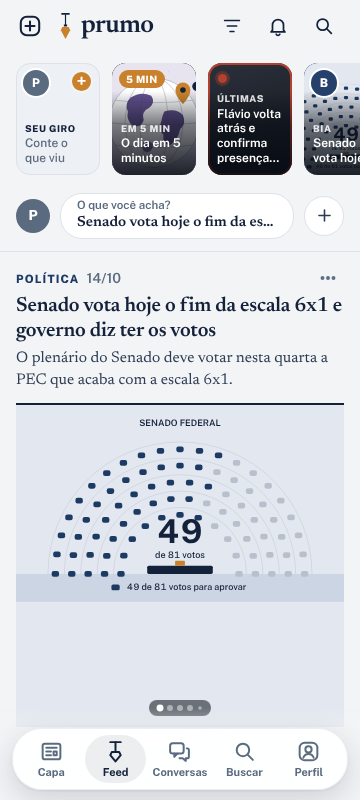 prumo
P
SEU GIRO
Conte o
que viu
5 MIN
EM 5 MIN
O dia em 5
minutos
ÚLTIMAS
Flávio volta
atrás e
confirma
presença...
B
BIA
49
Senado
vota hoje
P
O que você acha?
Senado vota hoje o fim da es...
POLÍTICA 14/10
Senado vota hoje o fim da escala 6x1 e
governo diz ter os votos
O plenário do Senado deve votar nesta quarta a
PEC que acaba com a escala 6x1.
SENADO FEDERAL
49
de 81 votos
49 de 81 votos para aprovar
Capa
Feed
Conversas
Buscar
Perfil